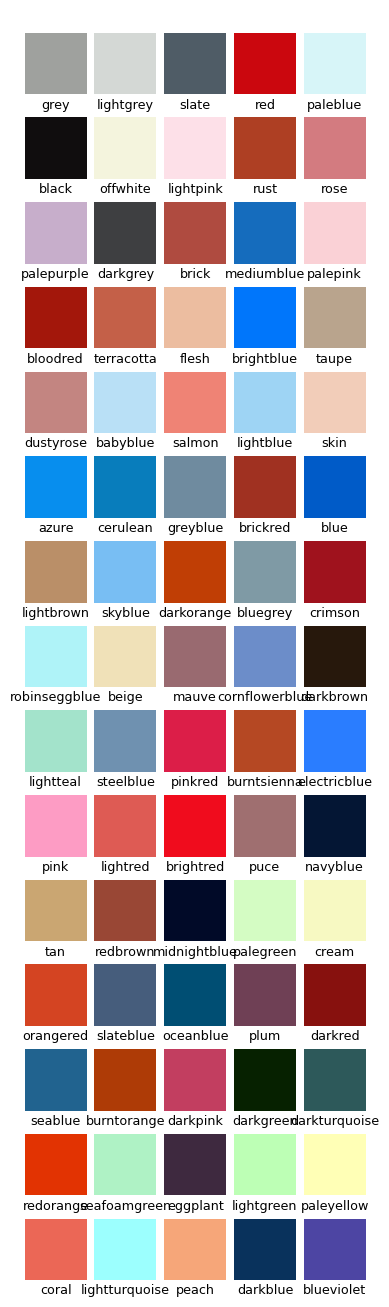 grey lightgrey slate red paleblue
black offwhite lightpink rust rose
palepurple darkgrey brick mediumblue palepink
bloodred terracotta flesh brightblue taupe
dustyrose babyblue salmon lightblue skin
azure cerulean greyblue brickred blue
lightbrown skyblue darkorange bluegrey crimson
robinseggblue beige mauve cornflowerblue darkbrown
lightteal steelblue pinkred burntsienna electricblue
pink lightred brightred puce navyblue
tan redbrown midnightblue palegreen cream
orangered slateblue oceanblue plum darkred
seablue burntorange darkpink darkgreen darkturquoise
redorange seafoamgreen eggplant lightgreen paleyellow
coral lightturquoise peach darkblue blueviolet